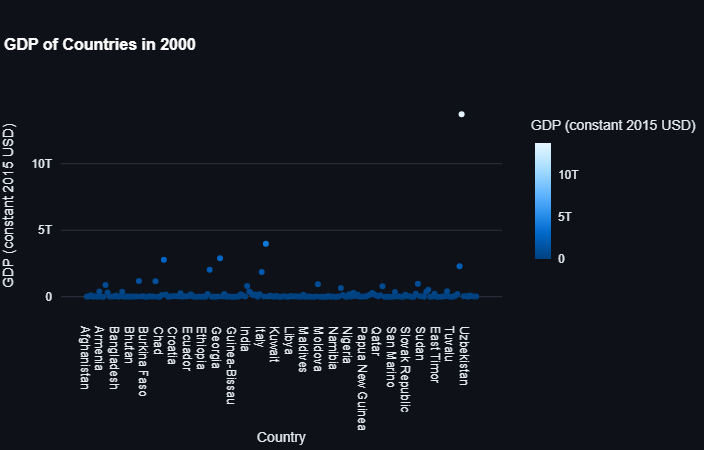 GDP of Countries in 2000
GDP (constant 2015 USD)
10T
5T
0
Afghanistan
Armenia
Bangladesh
Bhutan
Burkina Faso
Chad
Croatia
Ecuador
Ethiopia
Georgia
Guinea-Bissau
India
Italy
Kuwait
Libya
Maldives
Moldova
Namibia
Nigeria
Papua New Guinea
Qatar
San Marino
Slovak Republic
Sudan
East Timor
Tuvalu
Uzbekistan
Country
GDP (constant 2015 USD)
10T
5T
0